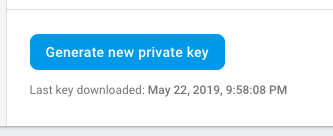 Generate new private key
Last key downloaded: May 22, 2019, 9:58:08 PM